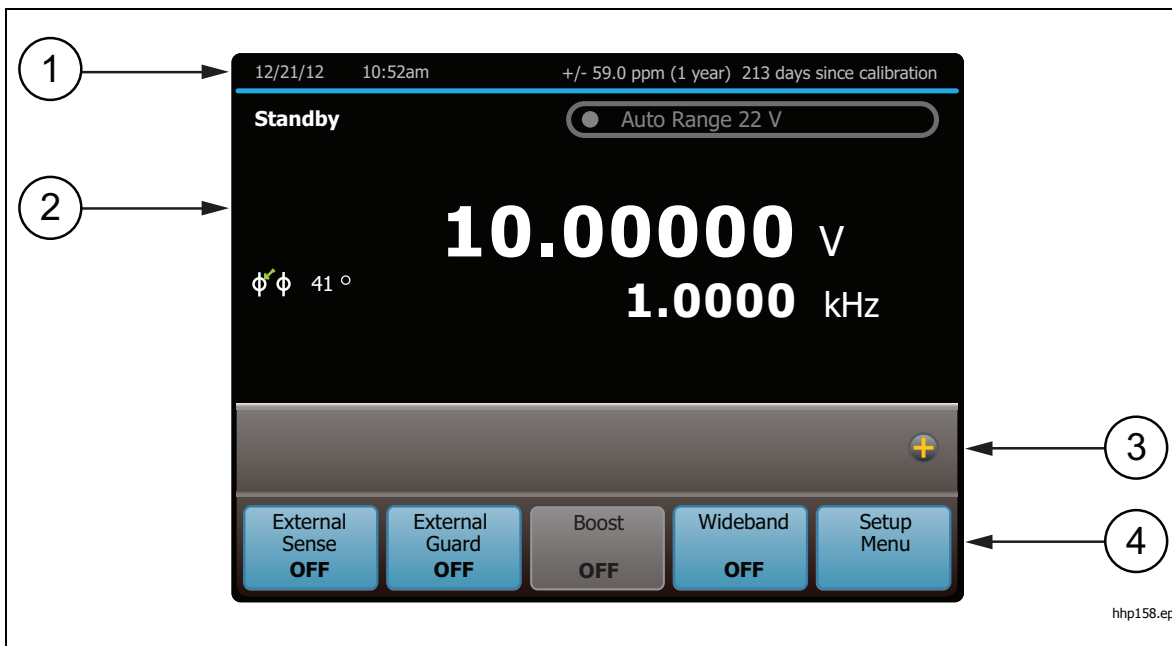 1
12/21/12 10:52am +/- 59.0 ppm (1 year) 213 days since calibration
Standby Auto Range 22 V
2
10.00000 V
ϕ ϕ 41 °
1.0000 kHz
3
External Sense OFF
External Guard OFF
Boost OFF
Wideband OFF
Setup Menu
4
hhp158.ep